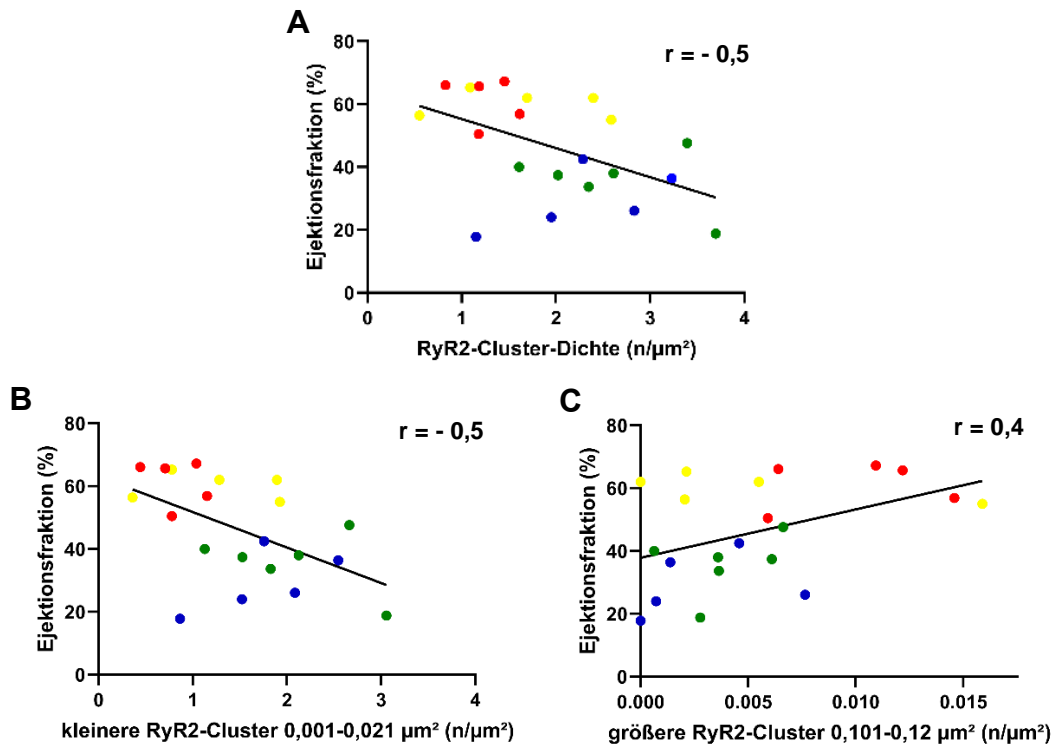 A
r = - 0,5
Ejektionsfraktion (%)
80
60
40
20
0
0 1 2 3 4
RyR2-Cluster-Dichte (n/µm²)
B
r = - 0,5
Ejektionsfraktion (%)
80
60
40
20
0
0 1 2 3 4
kleinere RyR2-Cluster 0,001-0,021 µm² (n/µm²)
C
r = 0,4
Ejektionsfraktion (%)
80
60
40
20
0
0.000 0.005 0.010 0.015
größere RyR2-Cluster 0,101-0,12 µm² (n/µm²)